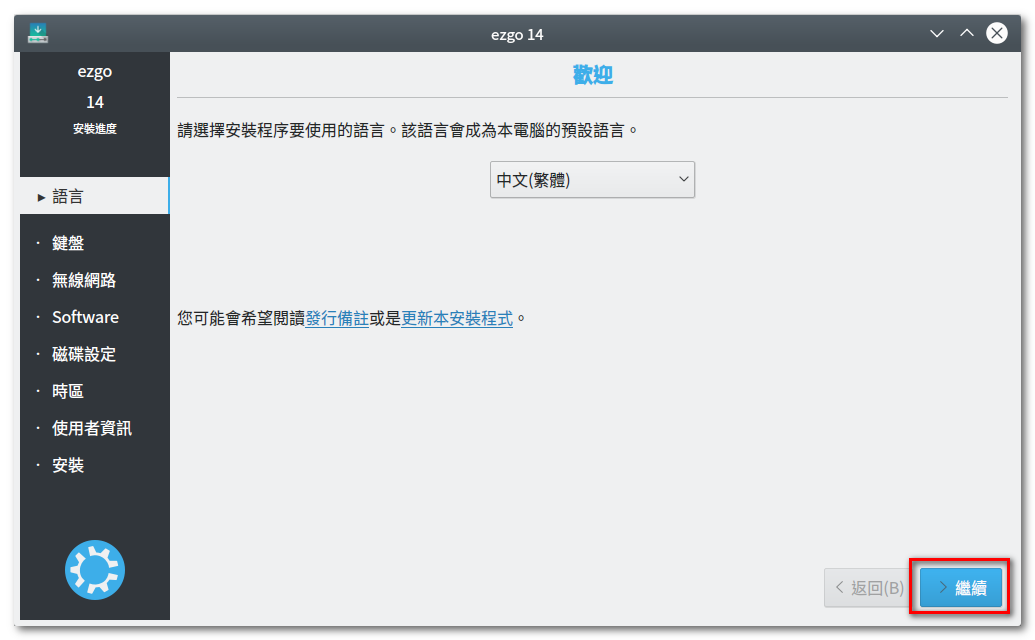 ezgo 14
ezgo
14
安裝進度
▸ 語言
· 鍵盤
· 無線網路
· Software
· 磁碟設定
· 時區
· 使用者資訊
· 安裝
歡迎
請選擇安裝程序要使用的語言。該語言會成為本電腦的預設語言。
中文(繁體)
您可能會希望閱讀發行備註或是更新本安裝程式。
返回(B)
繼續